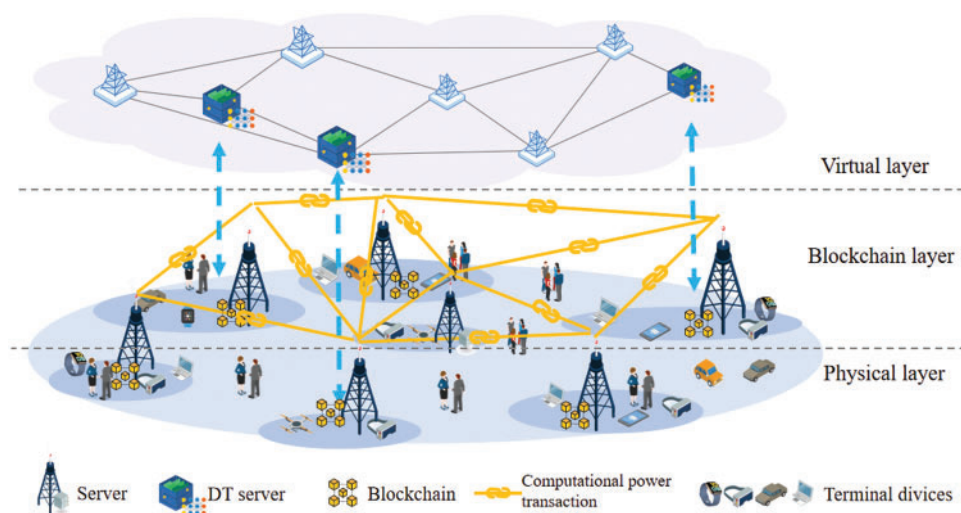 Virtual layer
Blockchain layer
Physical layer
Server
DT server
Blockchain
Computational power
transaction
Terminal divices